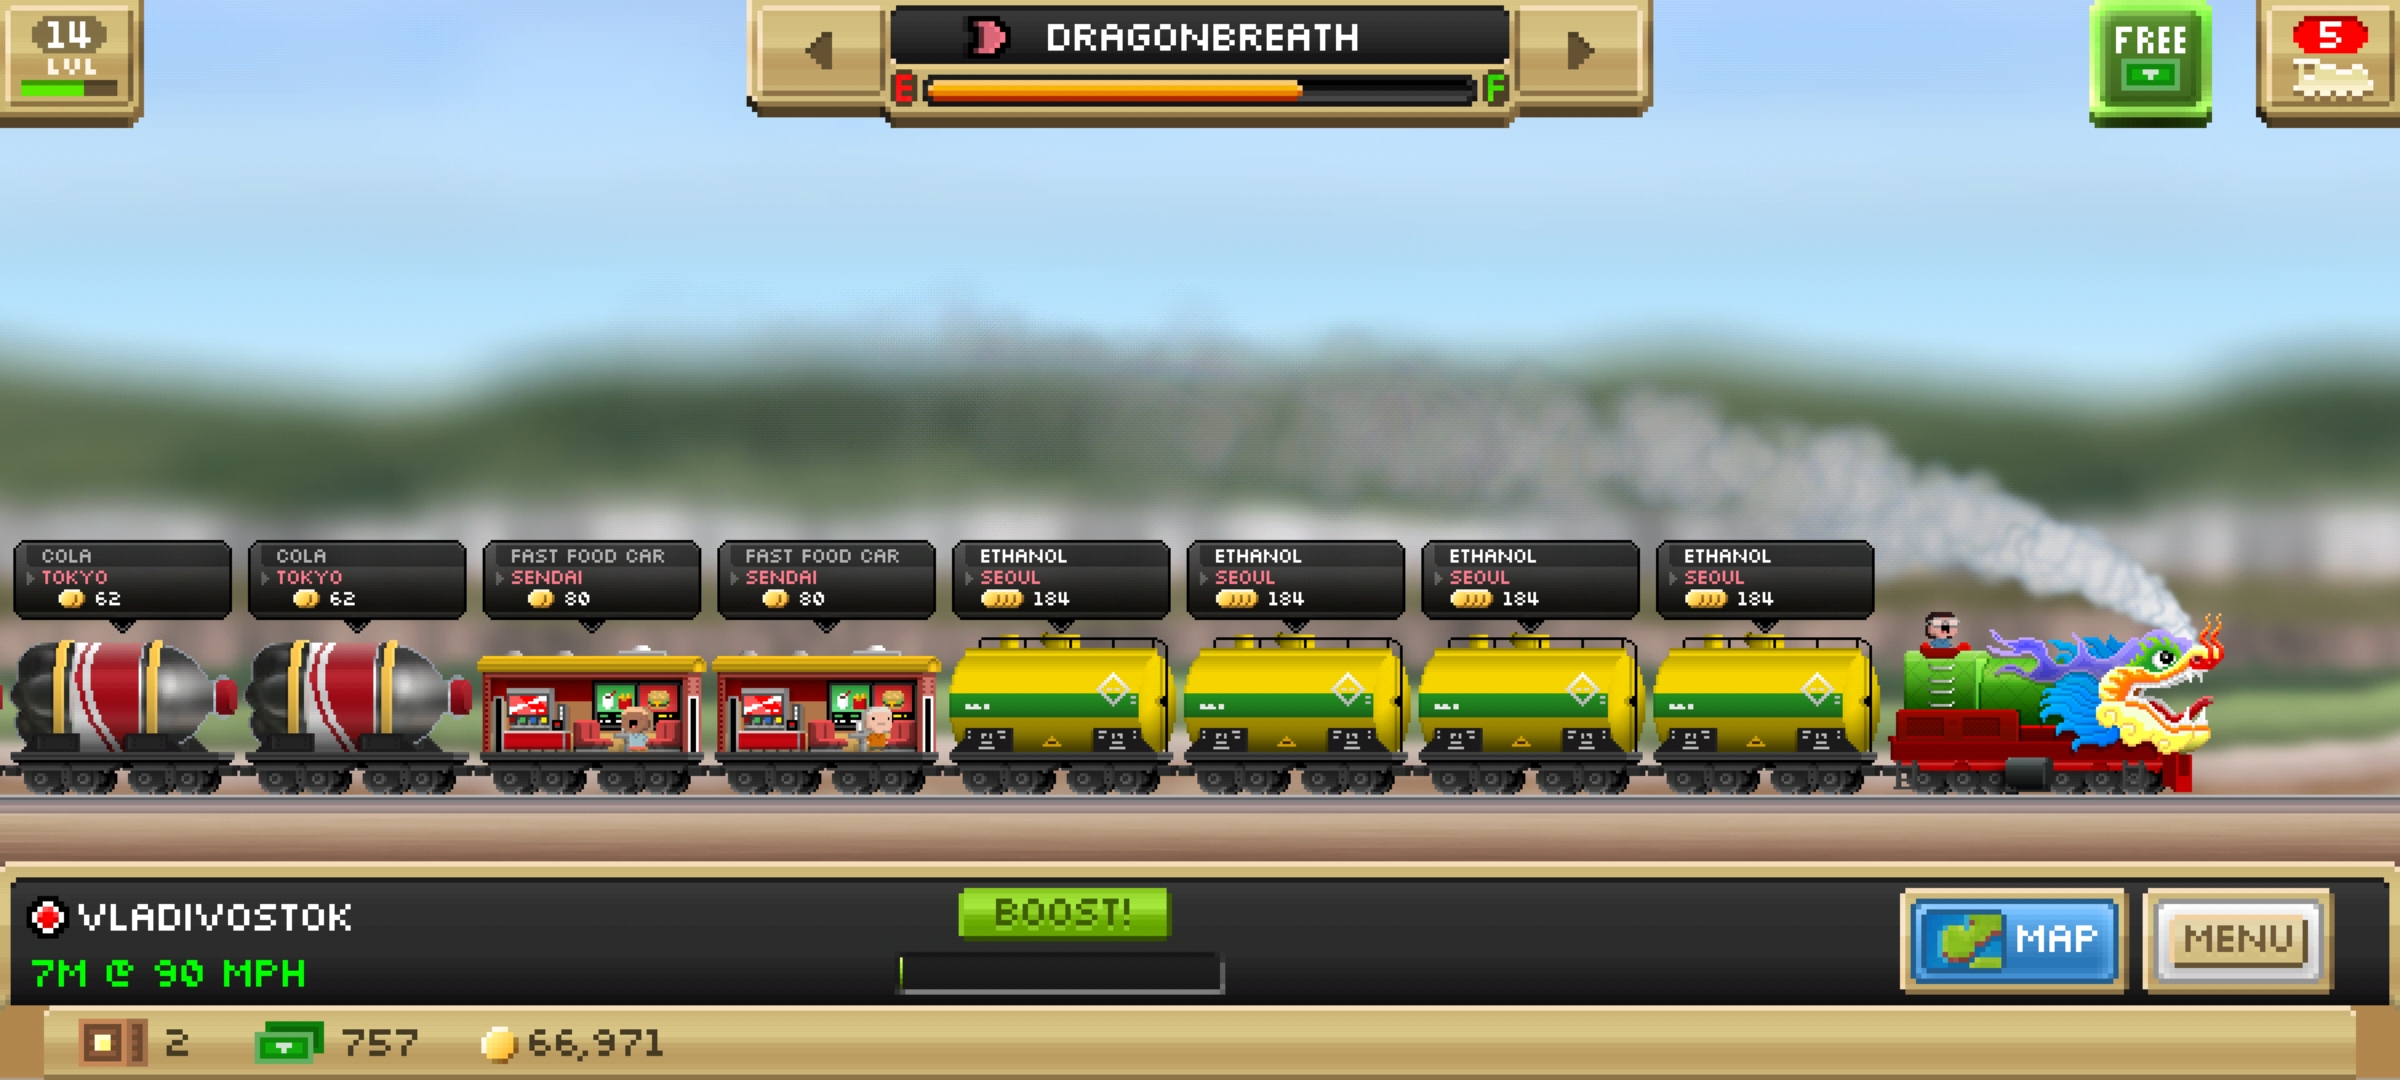 14
LVL
DRAGONBREATH
E F
FREE
5
COLA
TOKYO
62
COLA
TOKYO
62
FAST FOOD CAR
SENDAI
80
FAST FOOD CAR
SENDAI
80
ETHANOL
SEOUL
184
ETHANOL
SEOUL
184
ETHANOL
SEOUL
184
ETHANOL
SEOUL
184
VLADIVOSTOK
7M @ 90 MPH
BOOST!
MAP
MENU
2
757
66,971